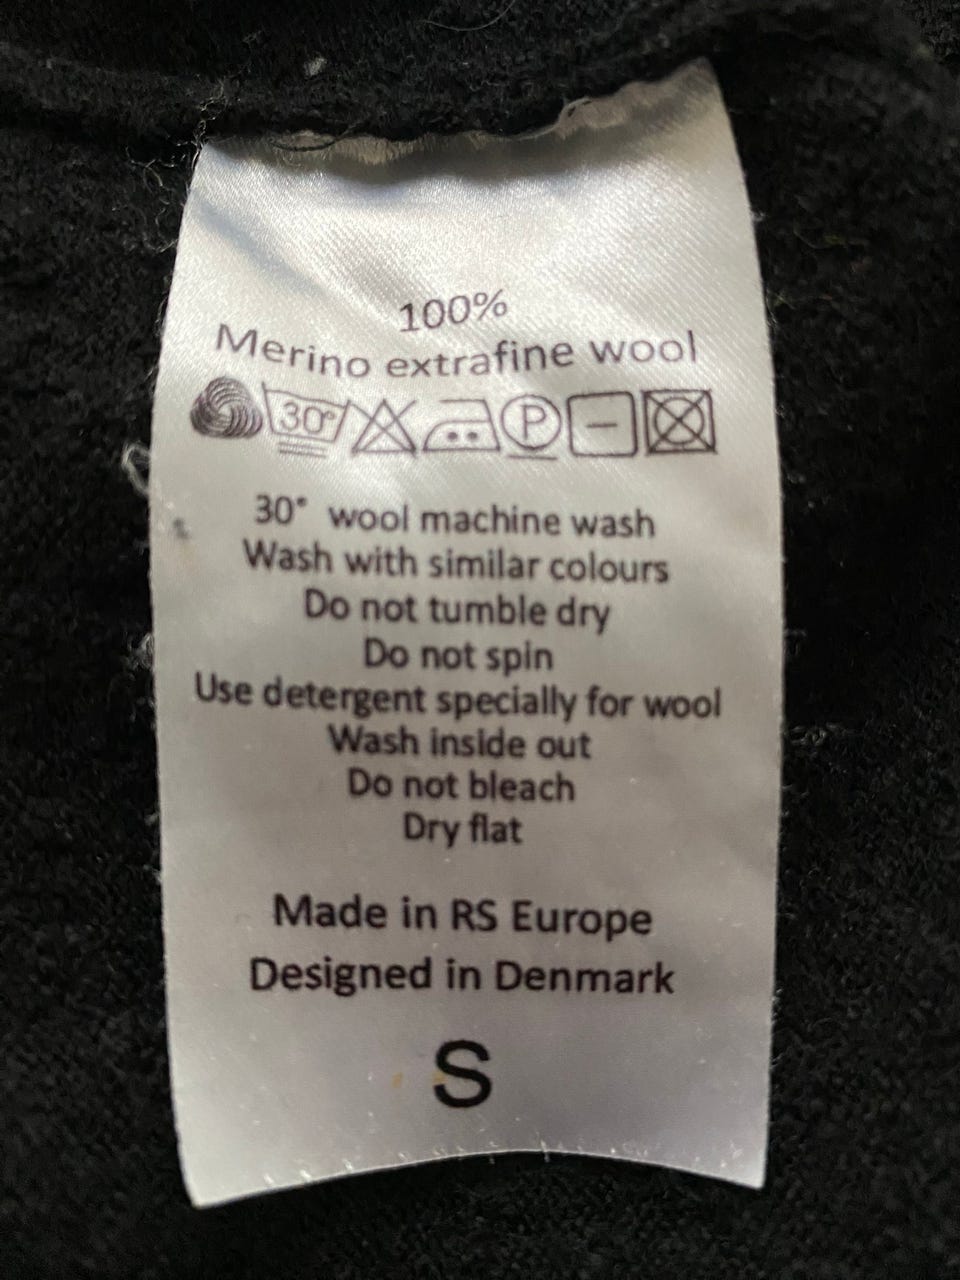 100%
Merino extrafine wool
30° P
30° wool machine wash
Wash with similar colours
Do not tumble dry
Do not spin
Use detergent specially for wool
Wash inside out
Do not bleach
Dry flat
Made in RS Europe
Designed in Denmark
S